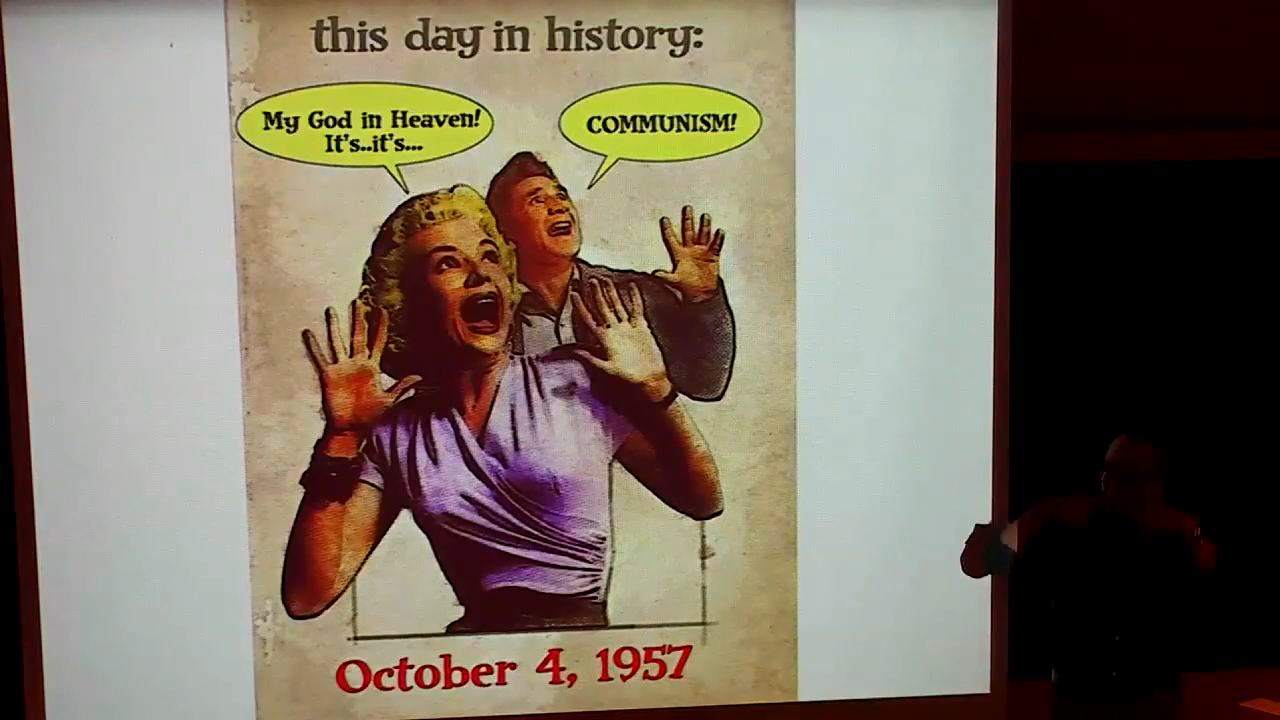 this day in history:
My God in Heaven!
It's..it's...
COMMUNISM!
October 4, 1957